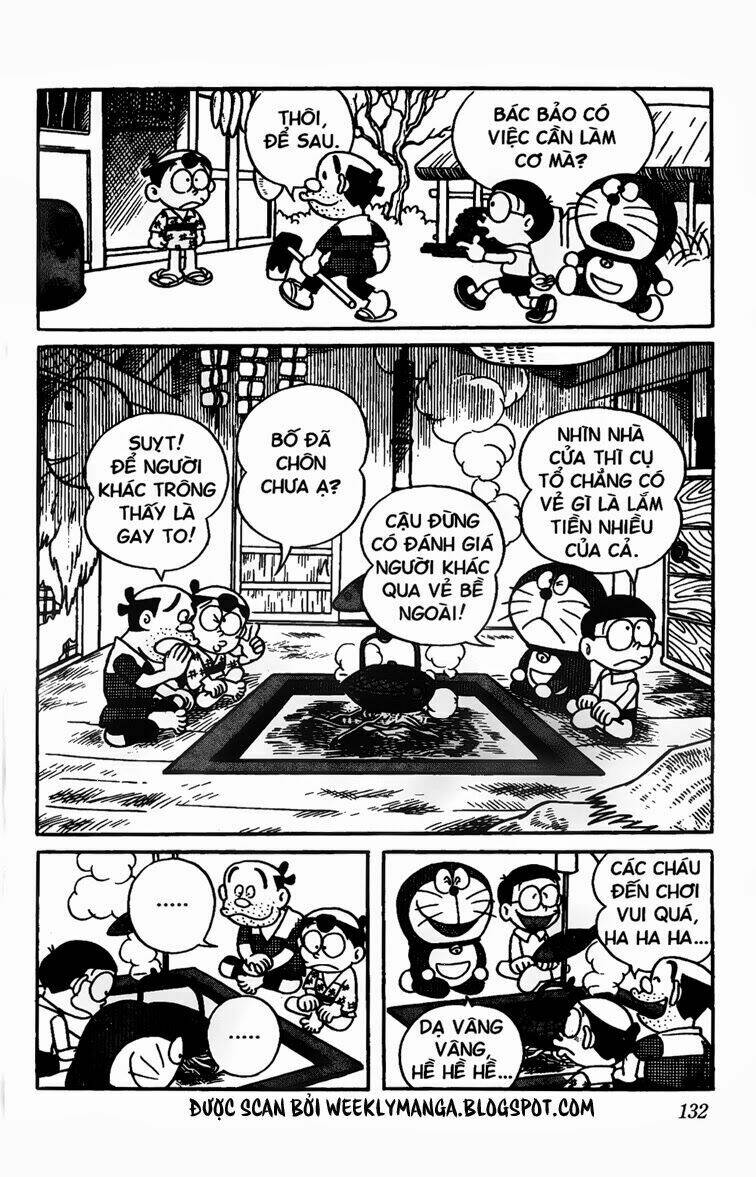 THÔI,
ĐỂ SAU.
BÁC BẢO CÓ
VIỆC CẦN LÀM
CƠ MÀ?
SUỴT!
ĐỂ NGƯỜI
KHÁC TRÔNG
THẤY LÀ
GAY TO!
BỐ ĐÃ
CHÔN
CHƯA Ạ?
CẬU ĐỪNG
CÓ ĐÁNH GIÁ
NGƯỜI KHÁC
QUA VẺ BỀ
NGOÀI!
NHÌN NHÀ
CỬA THÌ CỤ
TỔ CHẲNG CÓ
VẺ GÌ LÀ LẮM
TIỀN NHIỀU
CỦA CẢ.
......
......
CÁC CHÁU
ĐẾN CHƠI
VUI QUÁ,
HA HA HA...
DẠ VÂNG
VÂNG,
HỀ HỀ HỀ...
ĐƯỢC SCAN BỞI WEEKLYMANGA.BLOGSPOT.COM
132